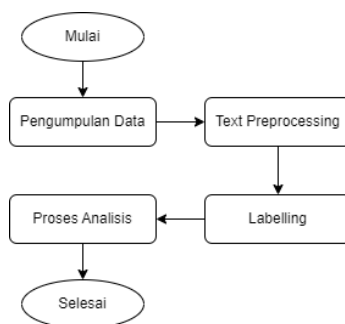 Mulai
Pengumpulan Data
Text Preprocessing
Labelling
Proses Analisis
Selesai